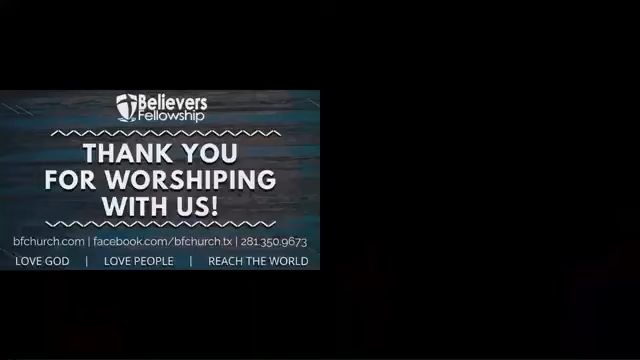 Believers
Fellowship
THANK YOU
FOR WORSHIPING
WITH US!
bfchurch.com | facebook.com/bfchurch.tx | 281.350.9673
LOVE GOD | LOVE PEOPLE | REACH THE WORLD